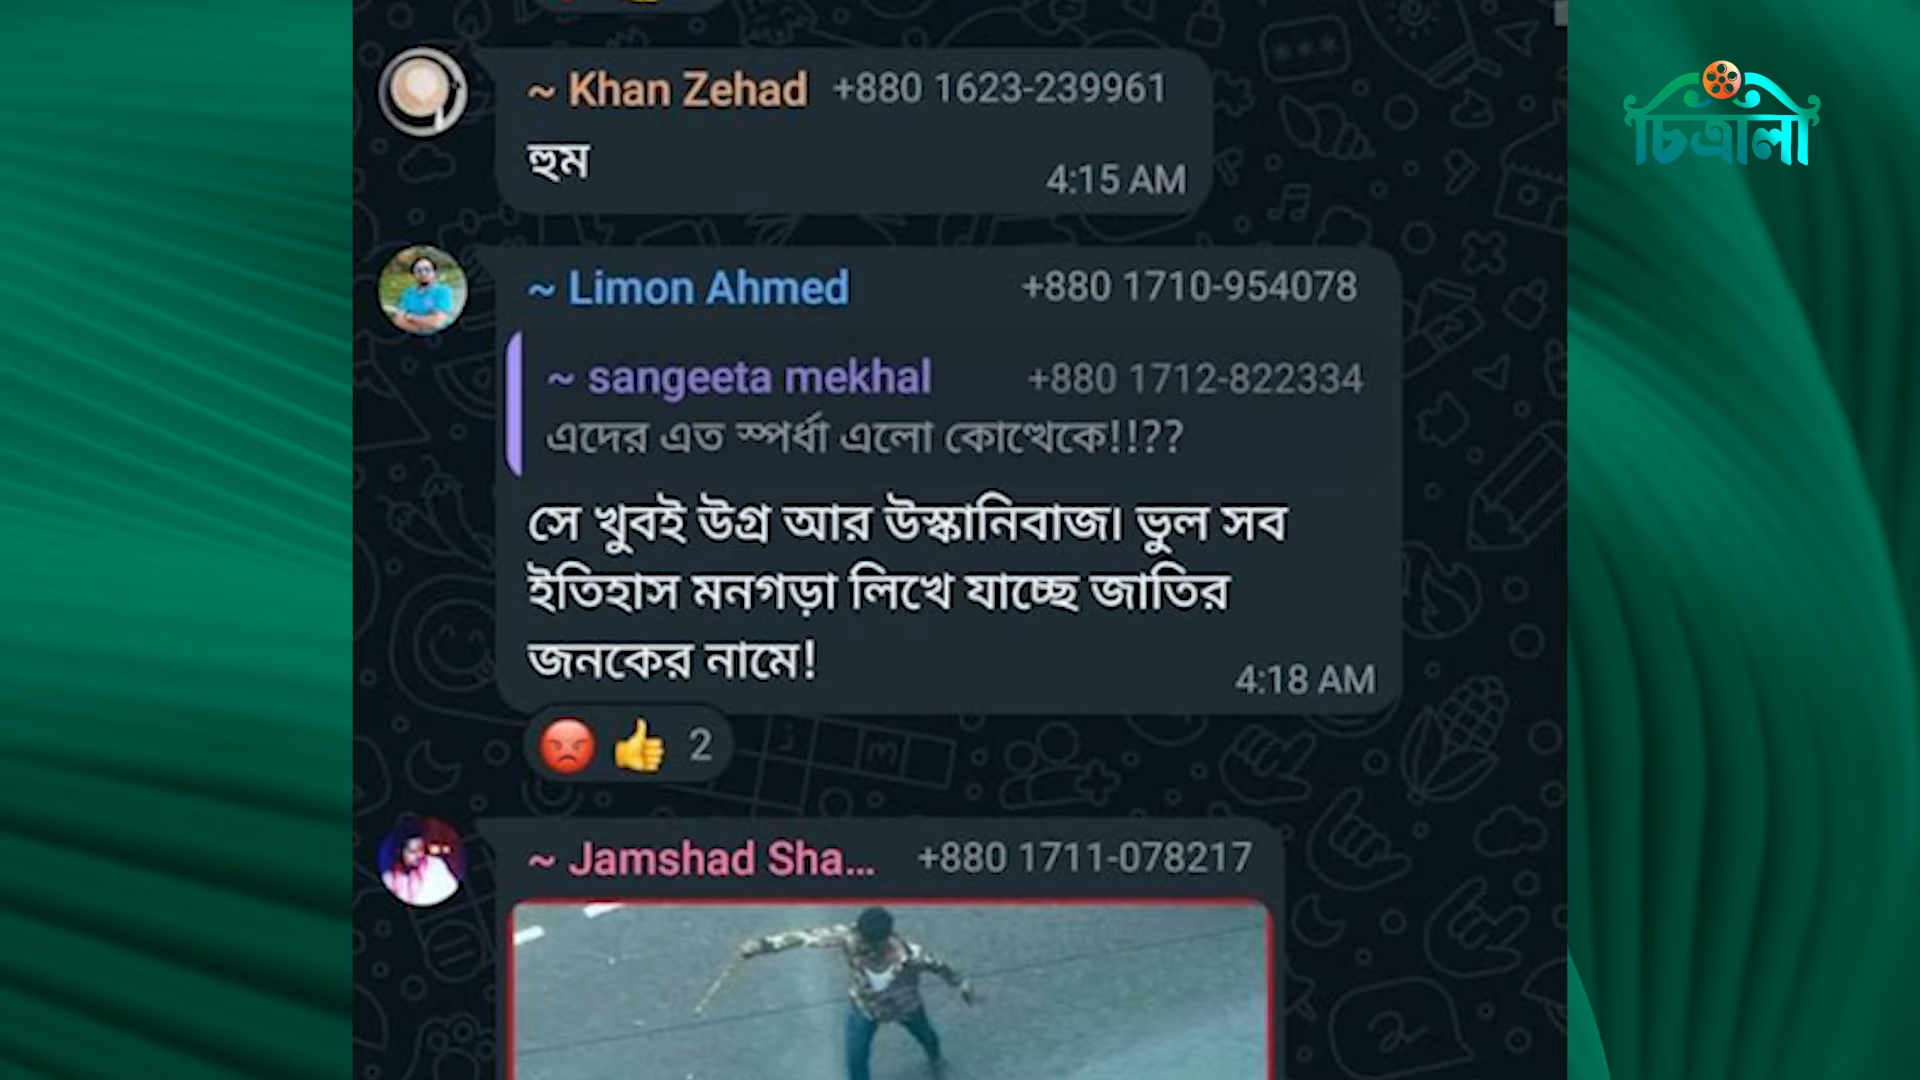 ~ Khan Zehad +880 1623-239961
হুম
4:15 AM
চিত্রালী
~ Limon Ahmed +880 1710-954078
~ sangeeta mekhal +880 1712-822334
এদের এত স্পর্ধা এলো কোত্থেকে!!??
সে খুবই উগ্র আর উস্কানিবাজ। ভুল সব
ইতিহাস মনগড়া লিখে যাচ্ছে জাতির
জনকের নামে!
4:18 AM
2
~ Jamshad Sha... +880 1711-078217